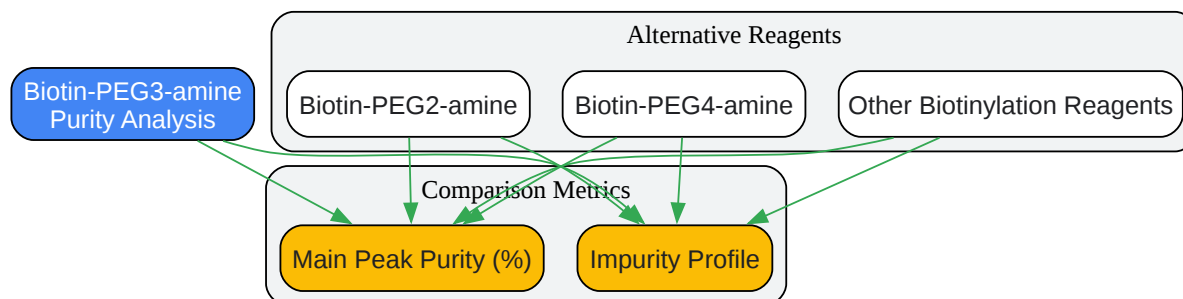 Alternative Reagents
Biotin-PEG3-amine
Purity Analysis
Biotin-PEG2-amine
Biotin-PEG4-amine
Other Biotinylation Reagents
Comparison Metrics
Main Peak Purity (%)
Impurity Profile